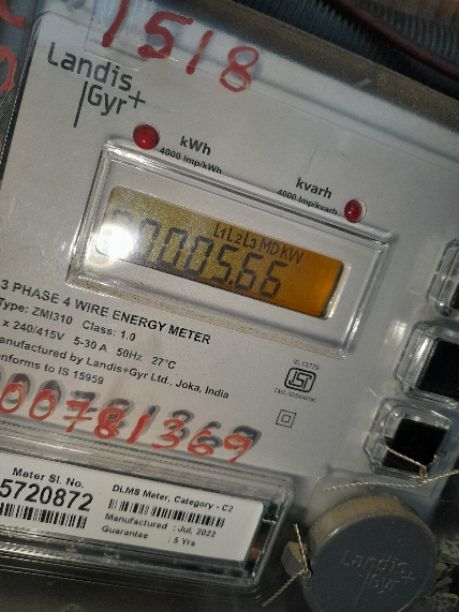 1518
Landis
Gyr+
kWh
4000 imp/kWh
kvarh
4000 imp/kvarh
L1L2L3 MD KW
0005.66
3 PHASE 4 WIRE ENERGY METER
Type: ZMI310 Class: 1.0
x 240/415V 5-30 A 50Hz 27°C
Manufactured by Landis+Gyr Ltd., Joka, India
onforms to IS 15959
00781369
Meter Sl. No.
5720872
DLMS Meter, Category - C2
Manufactured : Jul, 2022
Guarantee : 5 Yrs
Landis
Gyr+